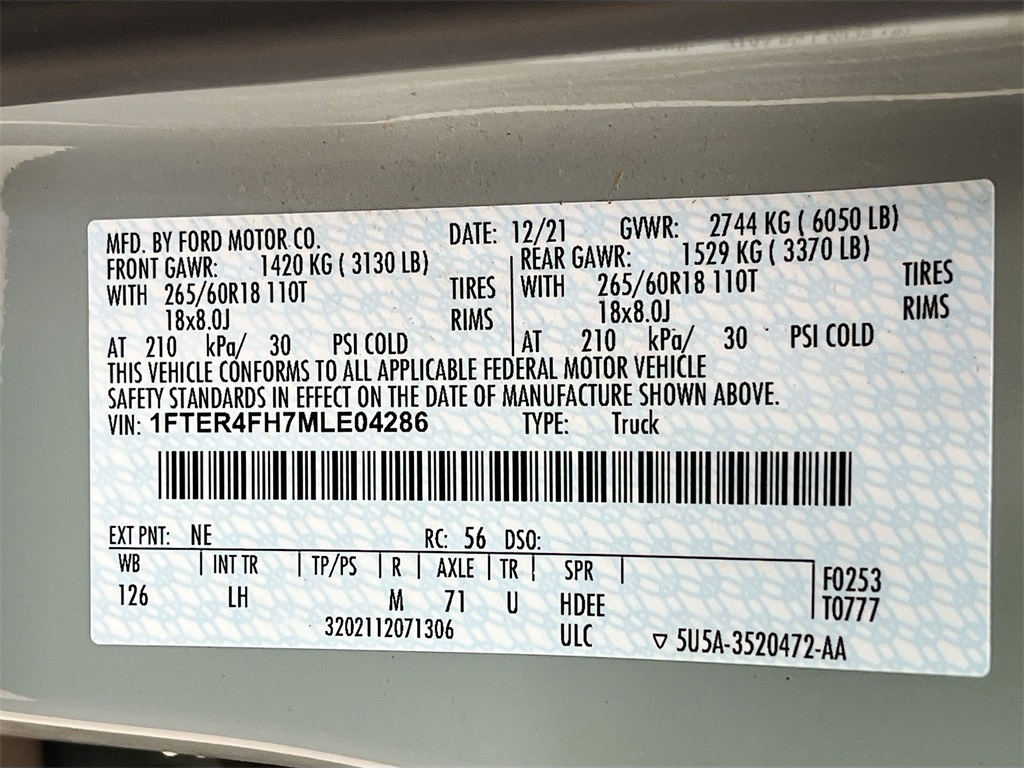 MFD. BY FORD MOTOR CO. DATE: 12/21 GVWR: 2744 KG ( 6050 LB)
FRONT GAWR: 1420 KG ( 3130 LB) REAR GAWR: 1529 KG ( 3370 LB)
WITH 265/60R18 110T TIRES WITH 265/60R18 110T TIRES
18x8.0J RIMS 18x8.0J RIMS
AT 210 kPa/ 30 PSI COLD AT 210 kPa/ 30 PSI COLD
THIS VEHICLE CONFORMS TO ALL APPLICABLE FEDERAL MOTOR VEHICLE
SAFETY STANDARDS IN EFFECT ON THE DATE OF MANUFACTURE SHOWN ABOVE.
VIN: 1FTER4FH7MLE04286 TYPE: Truck
EXT PNT: NE RC: 56 DSO:
WB INT TR TP/PS R AXLE TR SPR F0253
126 LH M 71 U HDEE T0777
3202112071306 ULC ▽ 5U5A-3520472-AA